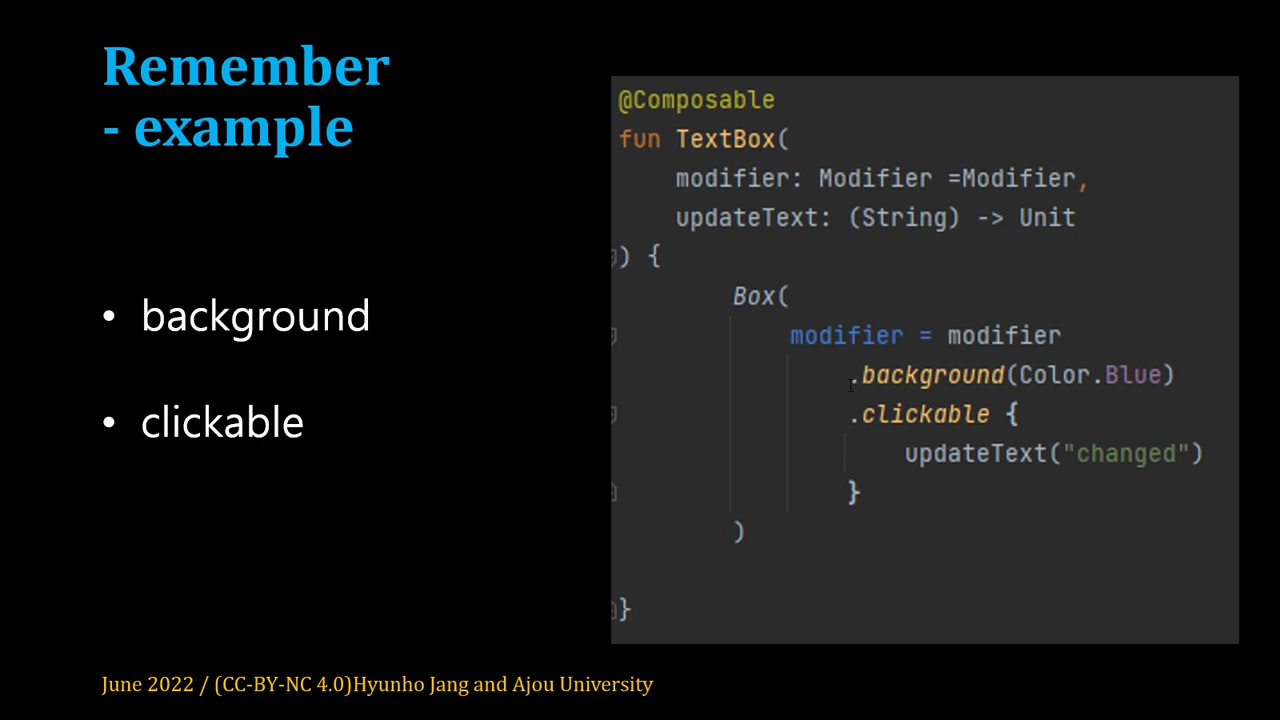 Remember
- example
• background
• clickable
@Composable
fun TextBox(
modifier: Modifier =Modifier,
updateText: (String) -> Unit
) {
Box(
modifier = modifier
.background(Color.Blue)
.clickable {
updateText("changed")
}
)
}
June 2022 / (CC-BY-NC 4.0)Hyunho Jang and Ajou University